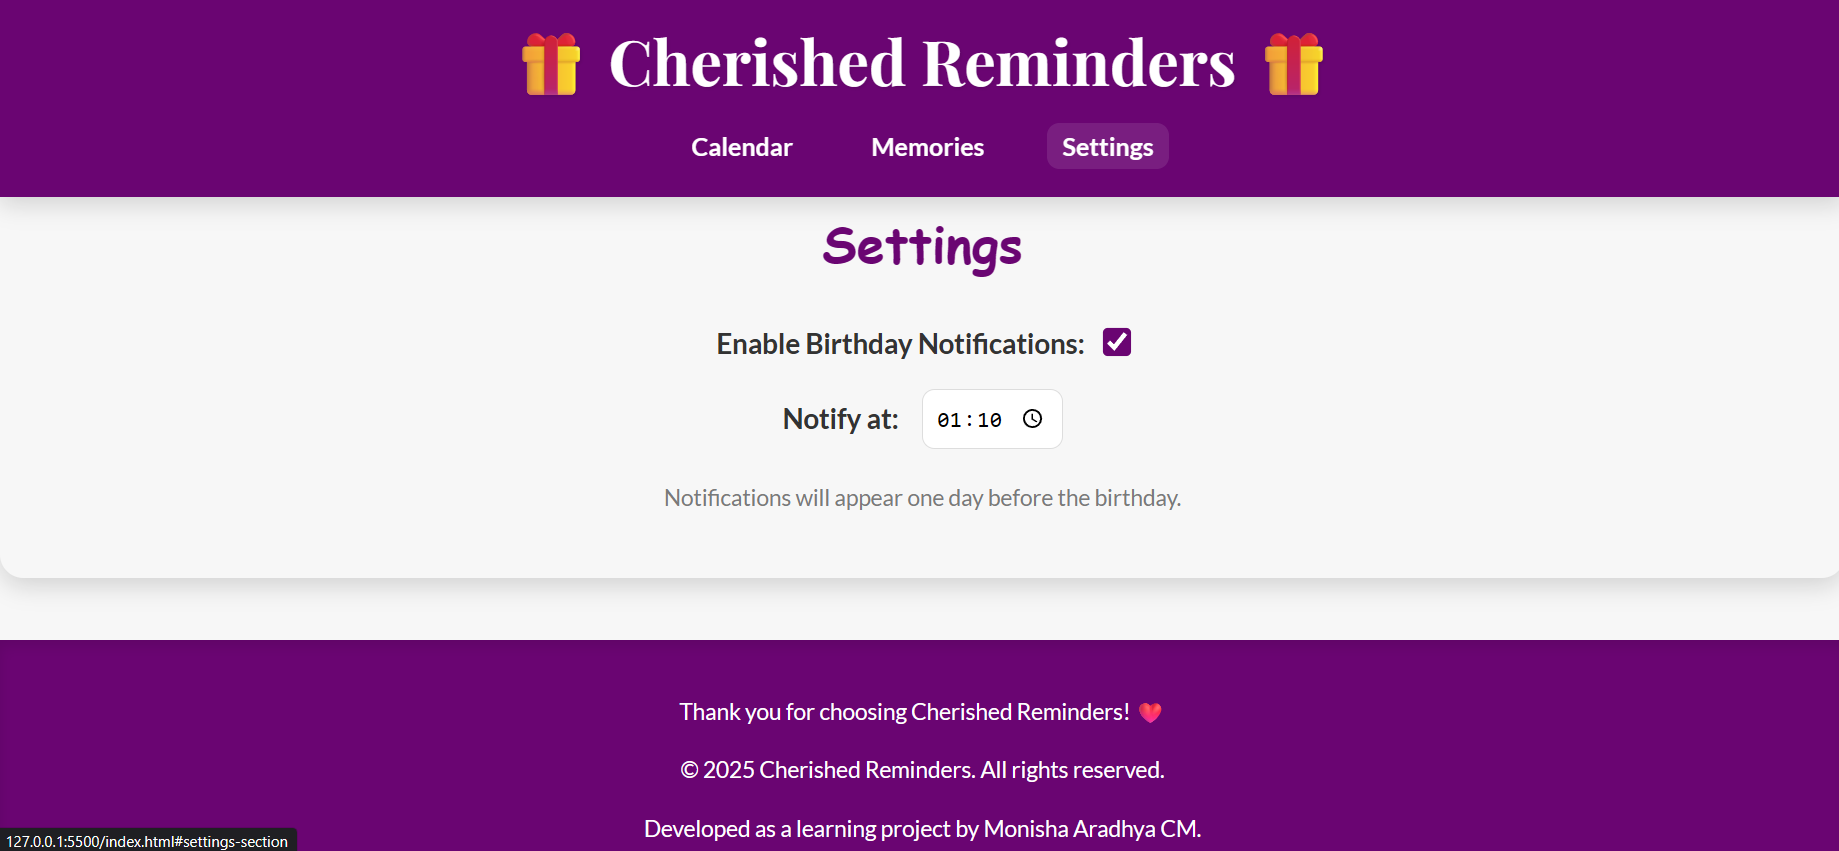 Cherished Reminders
Calendar Memories Settings
Settings
Enable Birthday Notifications:
Notify at: 01:10
Notifications will appear one day before the birthday.
Thank you for choosing Cherished Reminders!
© 2025 Cherished Reminders. All rights reserved.
Developed as a learning project by Monisha Aradhya CM.
127.0.0.1:5500/index.html#settings-section